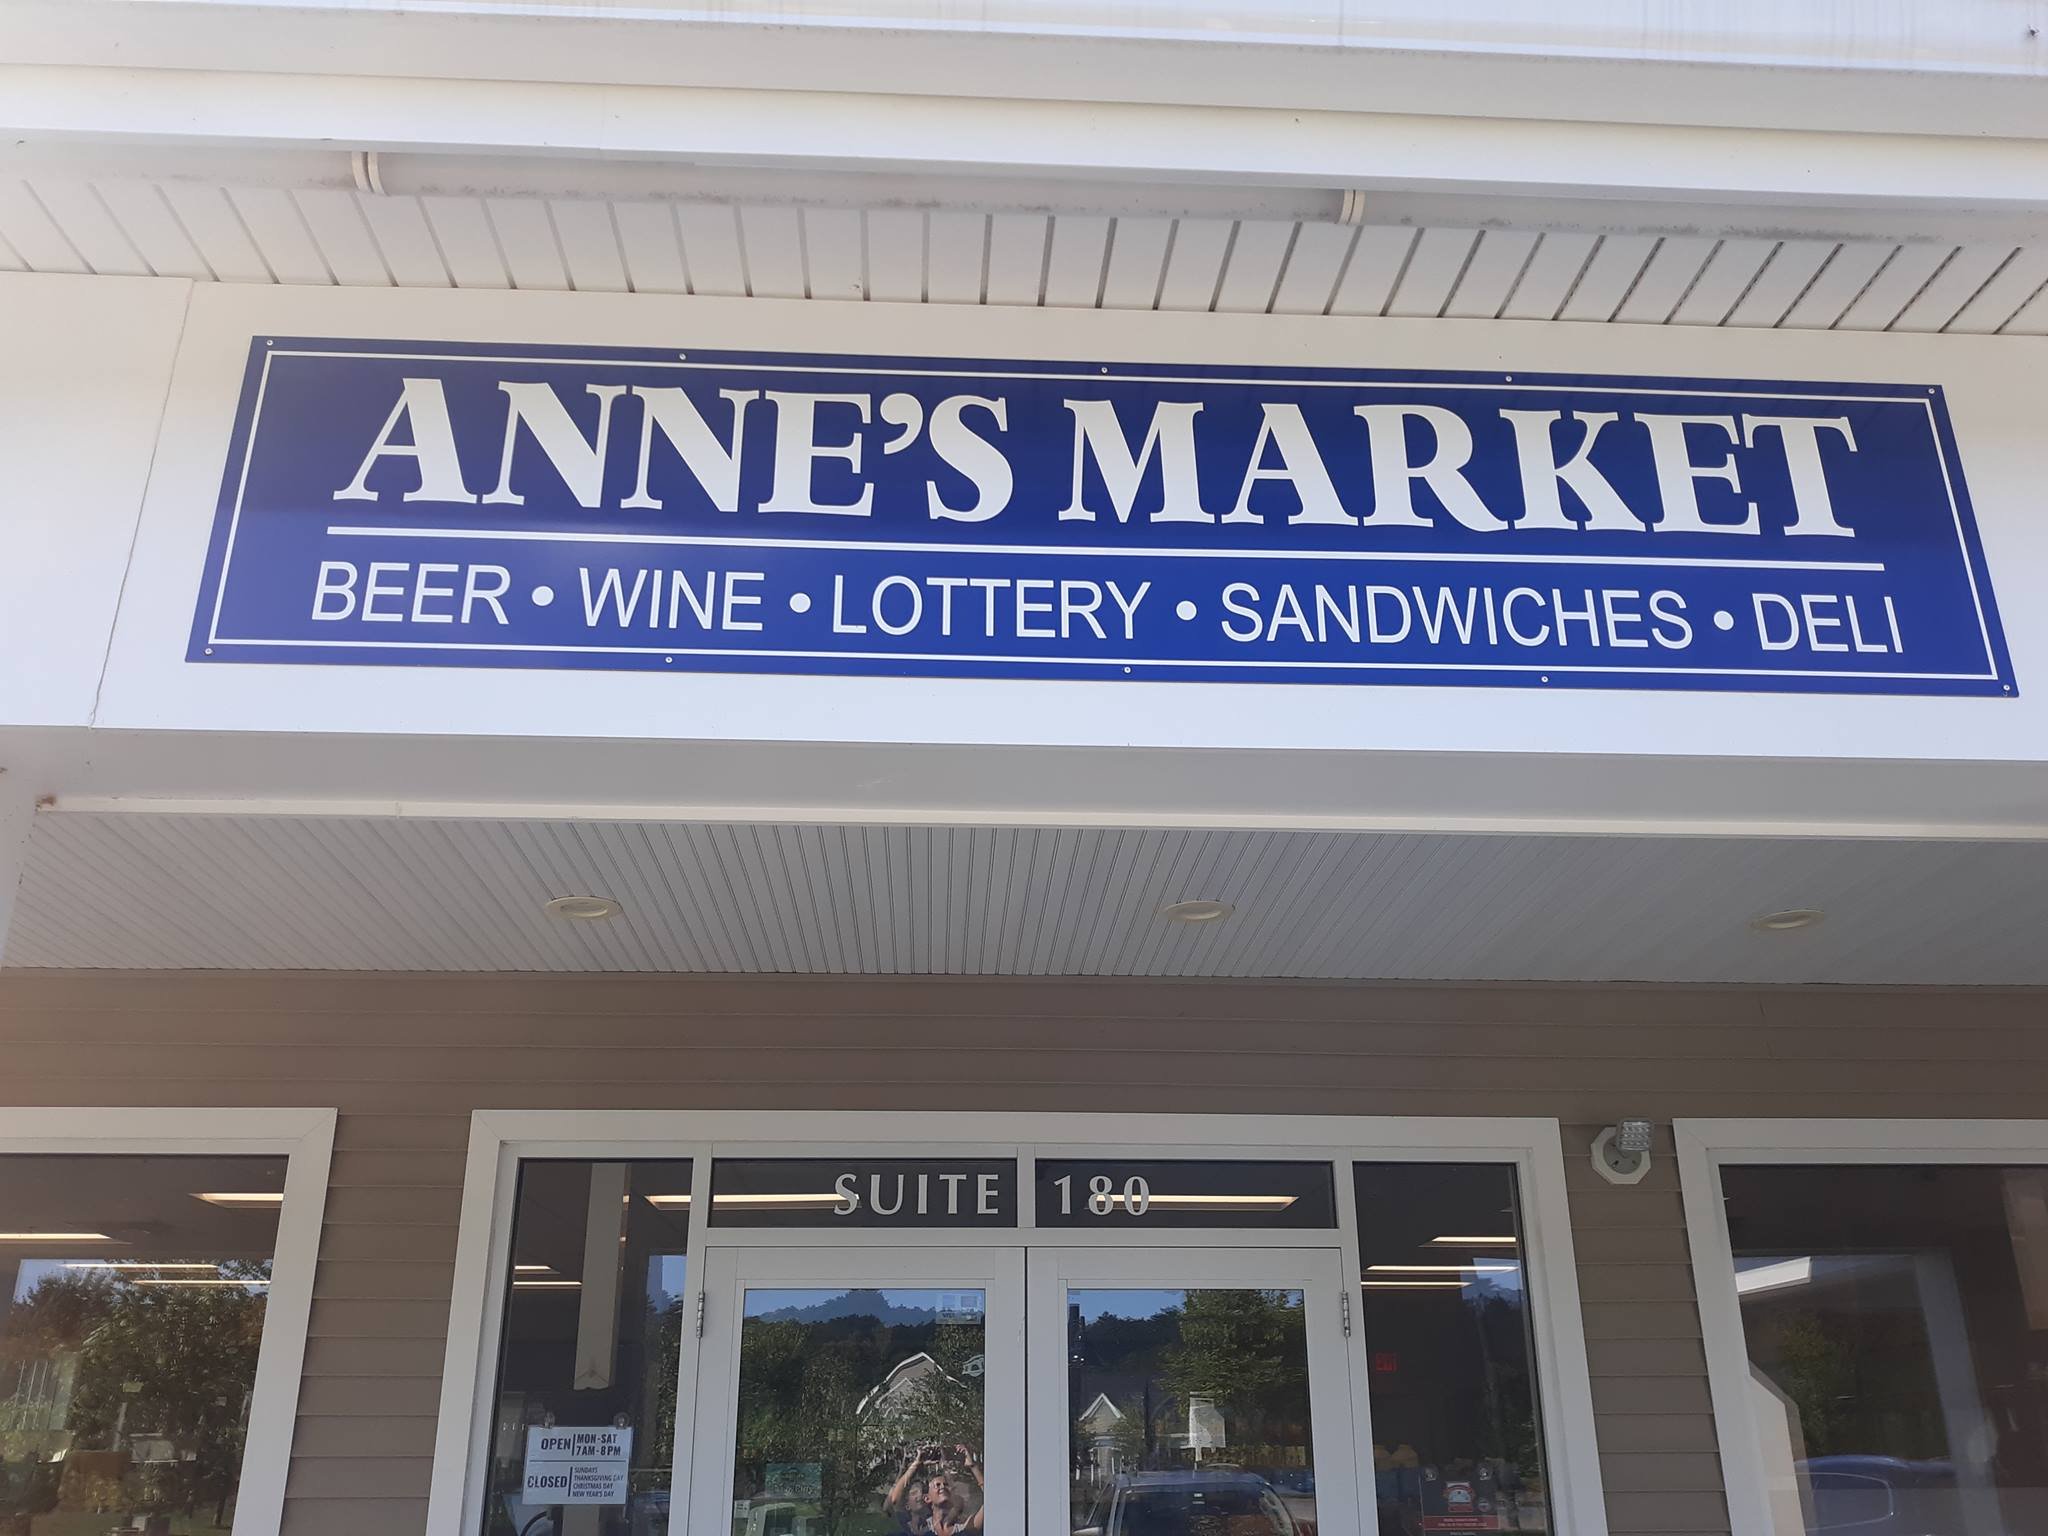 ANNE'S MARKET
BEER • WINE • LOTTERY • SANDWICHES • DELI
SUITE 180
OPEN MON-SAT
7AM-8PM
CLOSED SUNDAYS
THANKSGIVING DAY
CHRISTMAS DAY
NEW YEAR'S DAY